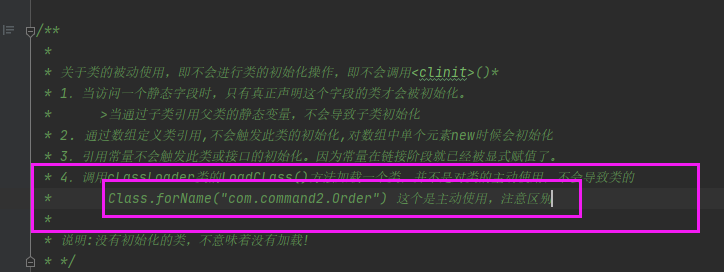 /**
*
* 关于类的被动使用，即不会进行类的初始化操作，即不会调用<clinit>()*
* 1. 当访问一个静态字段时，只有真正声明这个字段的类才会被初始化。
* >当通过子类引用父类的静态变量，不会导致子类初始化
* 2. 通过数组定义类引用,不会触发此类的初始化,对数组中单个元素new时候会初始化
* 3. 引用常量不会触发此类或接口的初始化。因为常量在链接阶段就已经被显式赋值了。
* 4. 调用cLassLoader类的LoadCLass()方法加载一个类，并不是对类的主动使用，不会导致类的
* Class.forName("com.command2.Order") 这个是主动使用，注意区别
*
* 说明:没有初始化的类，不意味着没有加载!
* */